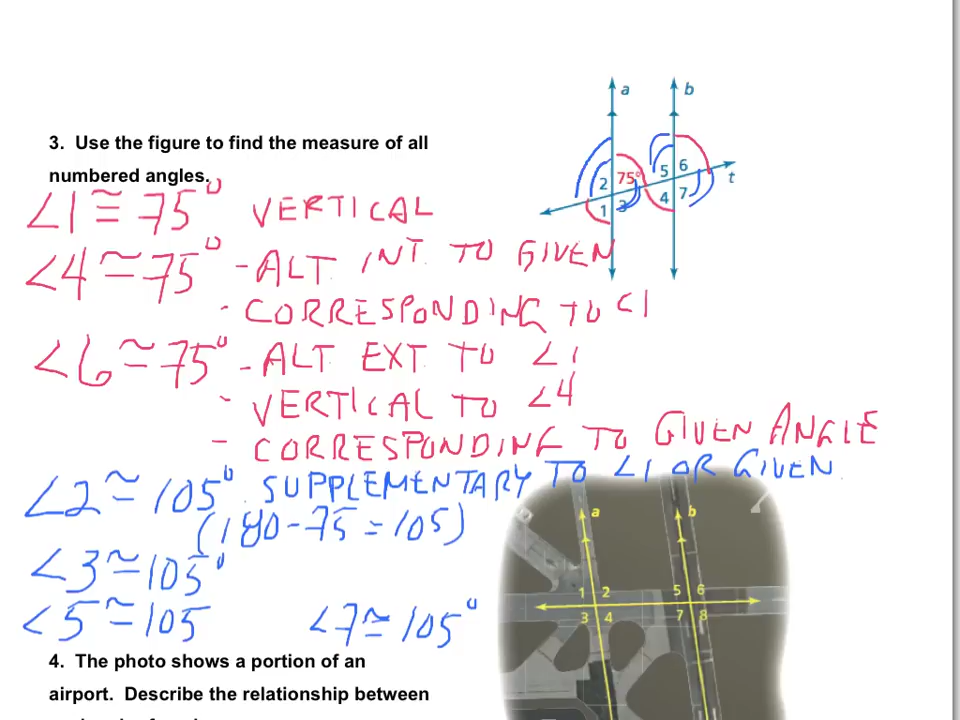 a b
3. Use the figure to find the measure of all
numbered angles.
2 75° 5 6
t
1 3 4 7
∠1 ≅ 75° VERTICAL
∠4 ≅ 75° - ALT INT. TO GIVEN
- CORRESPONDING TO <1
∠6 ≅ 75° - ALT EXT TO ∠1
- VERTICAL TO ∠4
- CORRESPONDING TO GIVEN ANGLE
∠2 ≅ 105° SUPPLEMENTARY TO ∠1 OR GIVEN
(180-75=105)
∠3 ≅ 105°
∠5 ≅ 105 ∠7 ≅ 105°
a b
1 2 5 6
3 4 7 8
4. The photo shows a portion of an
airport. Describe the relationship between